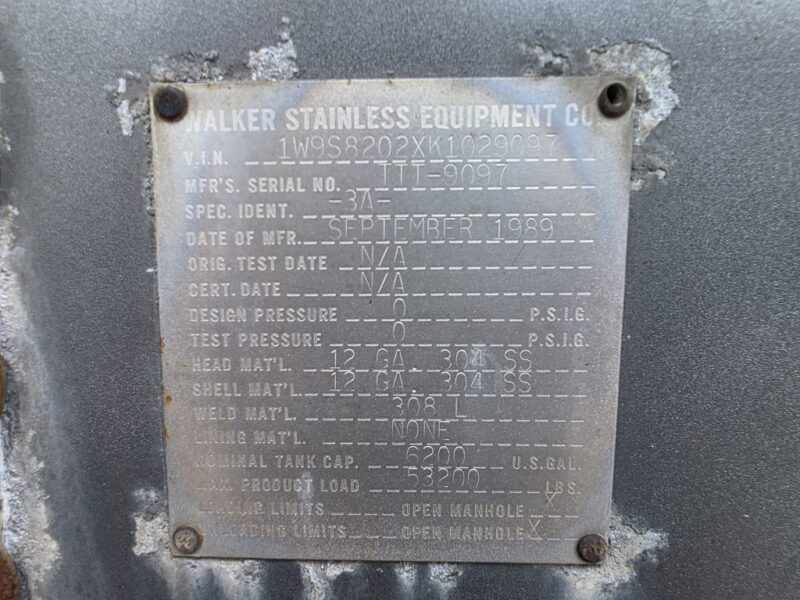 WALKER STAINLESS EQUIPMENT CO.
V.I.N. 1W9S8202XK1029097
MFR'S. SERIAL NO. TTT-9097
SPEC. IDENT. -3A-
DATE OF MFR. SEPTEMBER 1989
ORIG. TEST DATE N/A
CERT. DATE N/A
DESIGN PRESSURE 0 P.S.I.G.
TEST PRESSURE 0 P.S.I.G.
HEAD MAT'L. 12 GA. 304 SS
SHELL MAT'L. 12 GA. 304 SS
WELD MAT'L. 308 L
LINING MAT'L. NONE
NOMINAL TANK CAP. 6200 U.S.GAL.
MAX. PRODUCT LOAD 53200 LBS.
LOADING LIMITS OPEN MANHOLE X
LIMITS OPEN MANHOLE X